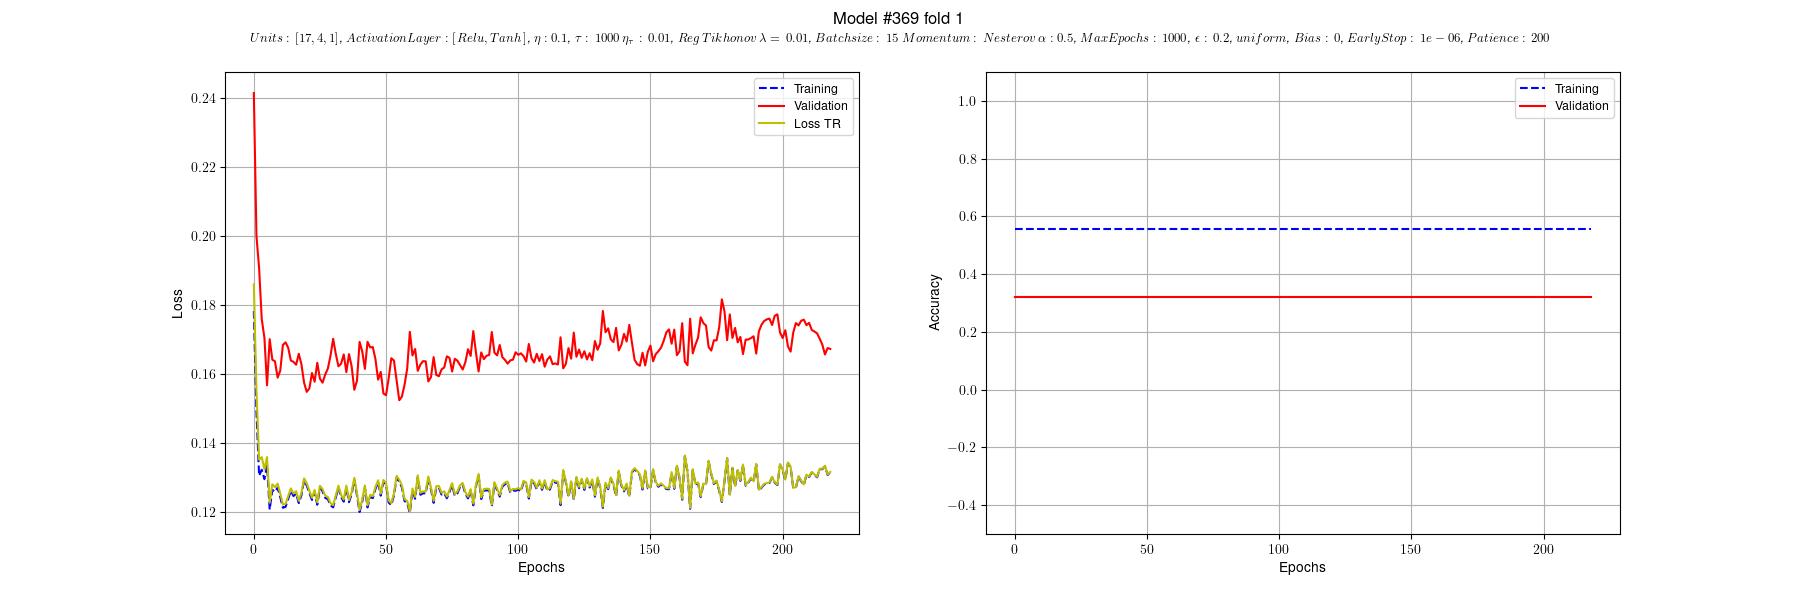 Model #369 fold 1
Units : [17, 4, 1], ActivationLayer : [Relu, Tanh], η : 0.1, τ : 1000 ητ : 0.01, Reg Tikhonov λ = 0.01, Batchsize : 15 Momentum : Nesterov α : 0.5, MaxEpochs : 1000, ϵ : 0.2, uniform, Bias : 0, EarlyStop : 1e − 06, Patience : 200
Training
Validation
Loss TR
0.24
0.22
0.20
0.18
0.16
0.14
0.12
Loss
0 50 100 150 200
Epochs
Training
Validation
1.0
0.8
0.6
0.4
0.2
0.0
−0.2
−0.4
Accuracy
0 50 100 150 200
Epochs